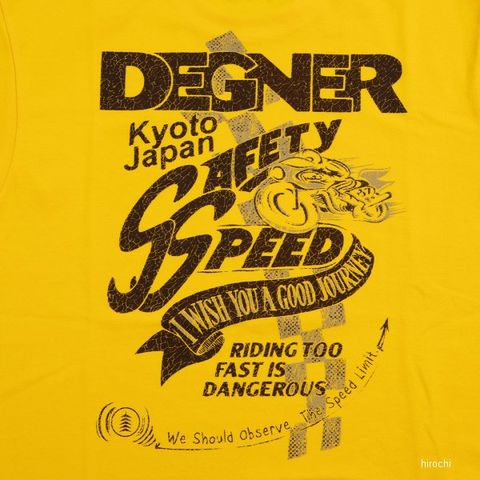 DEGNER
Kyoto
Japan
SAFETY
SPEED
I WISH YOU A GOOD JOURNEY
RIDING TOO
FAST IS
DANGEROUS
We Should Observe The Speed Limit
hirochi